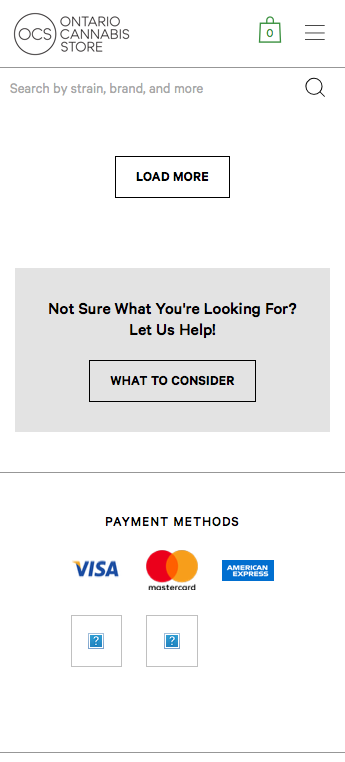 OCS
ONTARIO
CANNABIS
STORE
0
Search by strain, brand, and more
LOAD MORE
Not Sure What You're Looking For?
Let Us Help!
WHAT TO CONSIDER
PAYMENT METHODS
VISA
mastercard
AMERICAN
EXPRESS
?
?